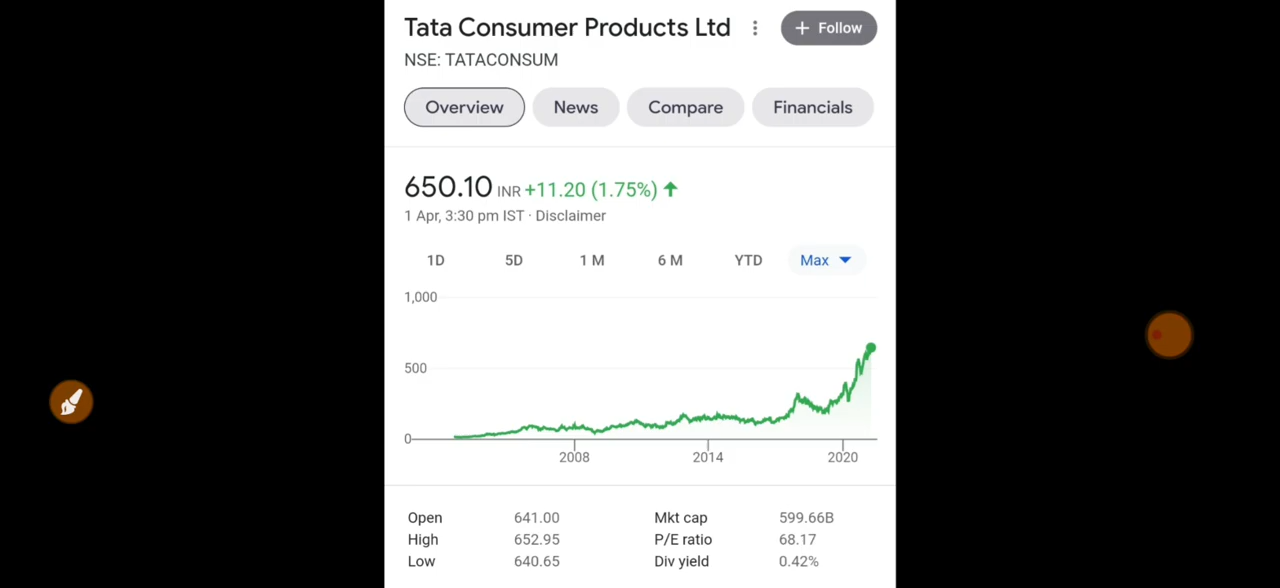 Tata Consumer Products Ltd
+ Follow
NSE: TATACONSUM
Overview News Compare Financials
650.10 INR +11.20 (1.75%) ↑
1 Apr, 3:30 pm IST · Disclaimer
1D 5D 1 M 6 M YTD Max
1,000
500
0
2008 2014 2020
Open 641.00 Mkt cap 599.66B
High 652.95 P/E ratio 68.17
Low 640.65 Div yield 0.42%